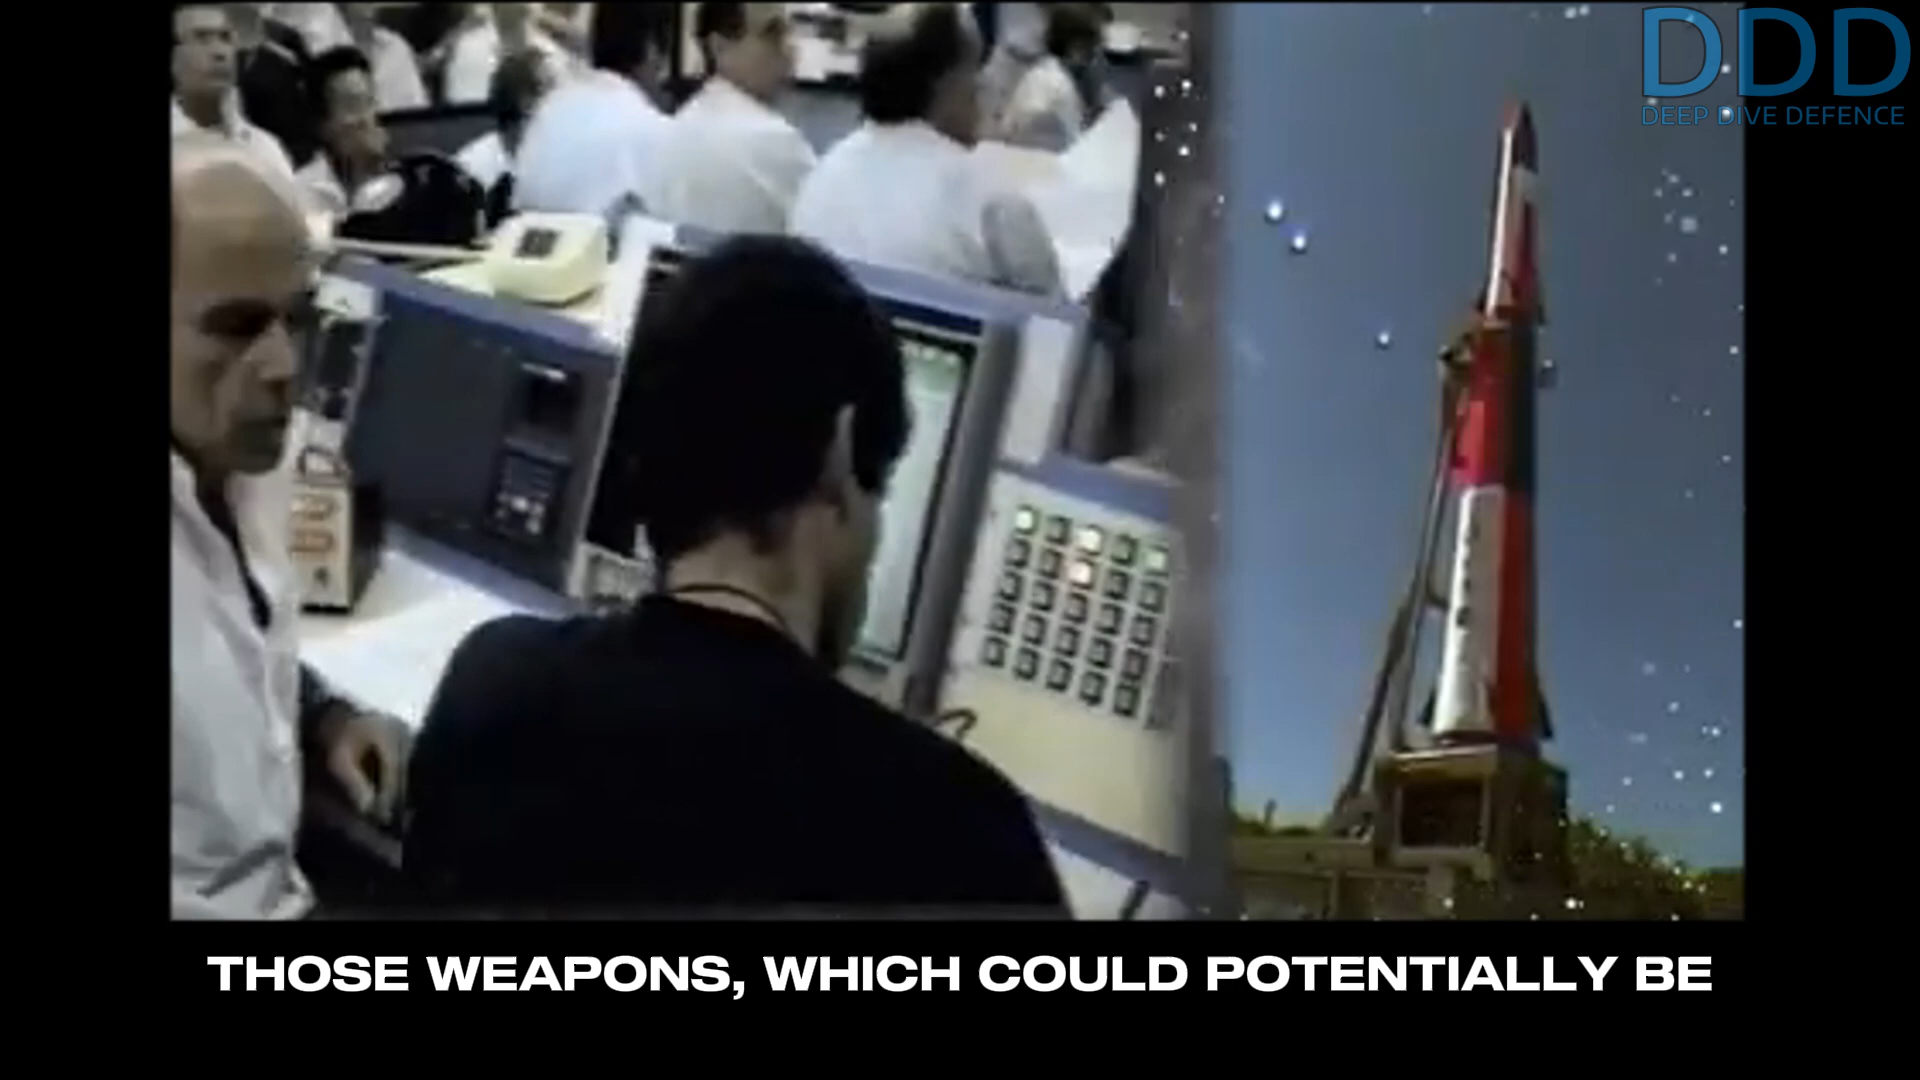 DDD
DEEP DIVE DEFENCE
THOSE WEAPONS, WHICH COULD POTENTIALLY BE